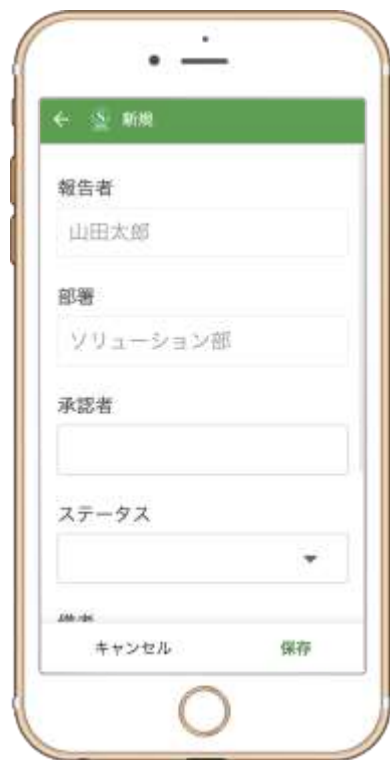 新規
報告者
山田太郎
部署
ソリューション部
承認者
ステータス
キャンセル
保存